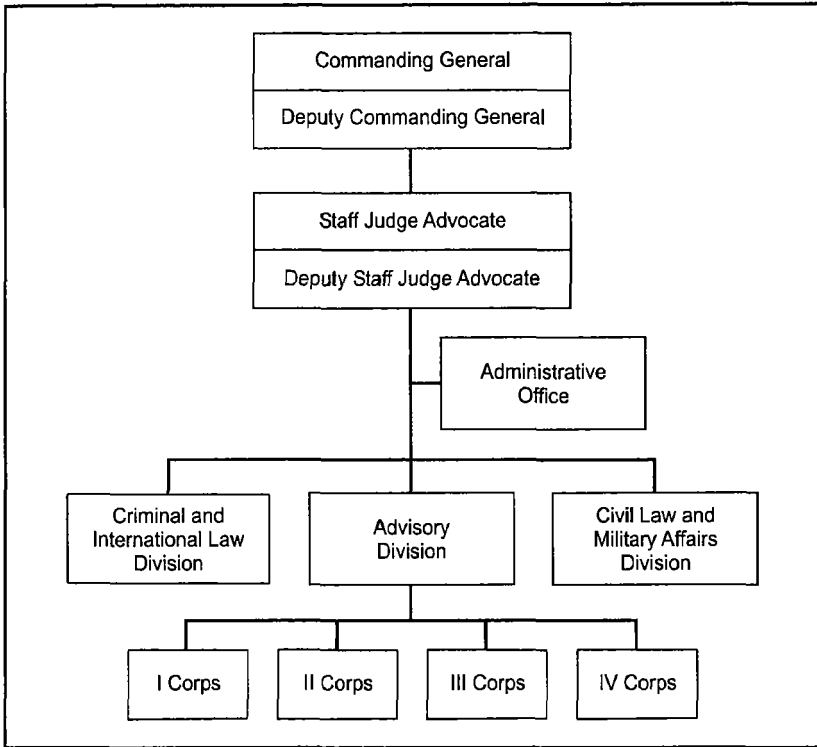 Commanding General
Deputy Commanding General
Staff Judge Advocate
Deputy Staff Judge Advocate
Administrative
Office
Criminal and
International Law
Division
Advisory
Division
Civil Law and
Military Affairs
Division
I Corps
II Corps
III Corps
IV Corps